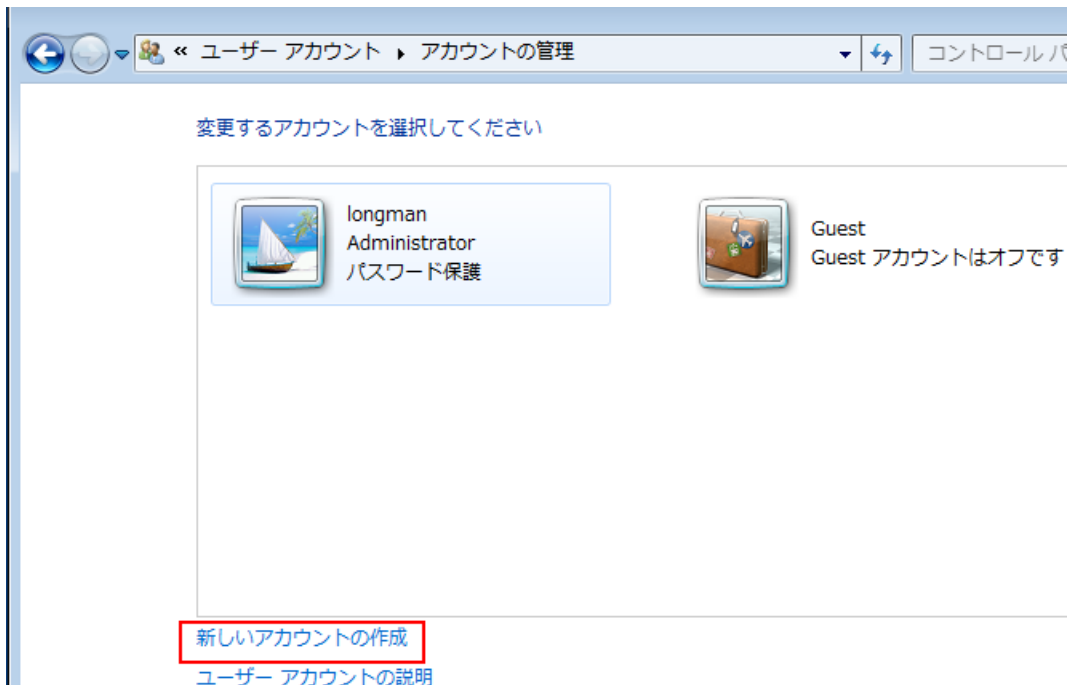 « ユーザー アカウント ▸ アカウントの管理
コントロール パ
変更するアカウントを選択してください
longman
Administrator
パスワード保護
Guest
Guest アカウントはオフです
新しいアカウントの作成
ユーザー アカウントの説明